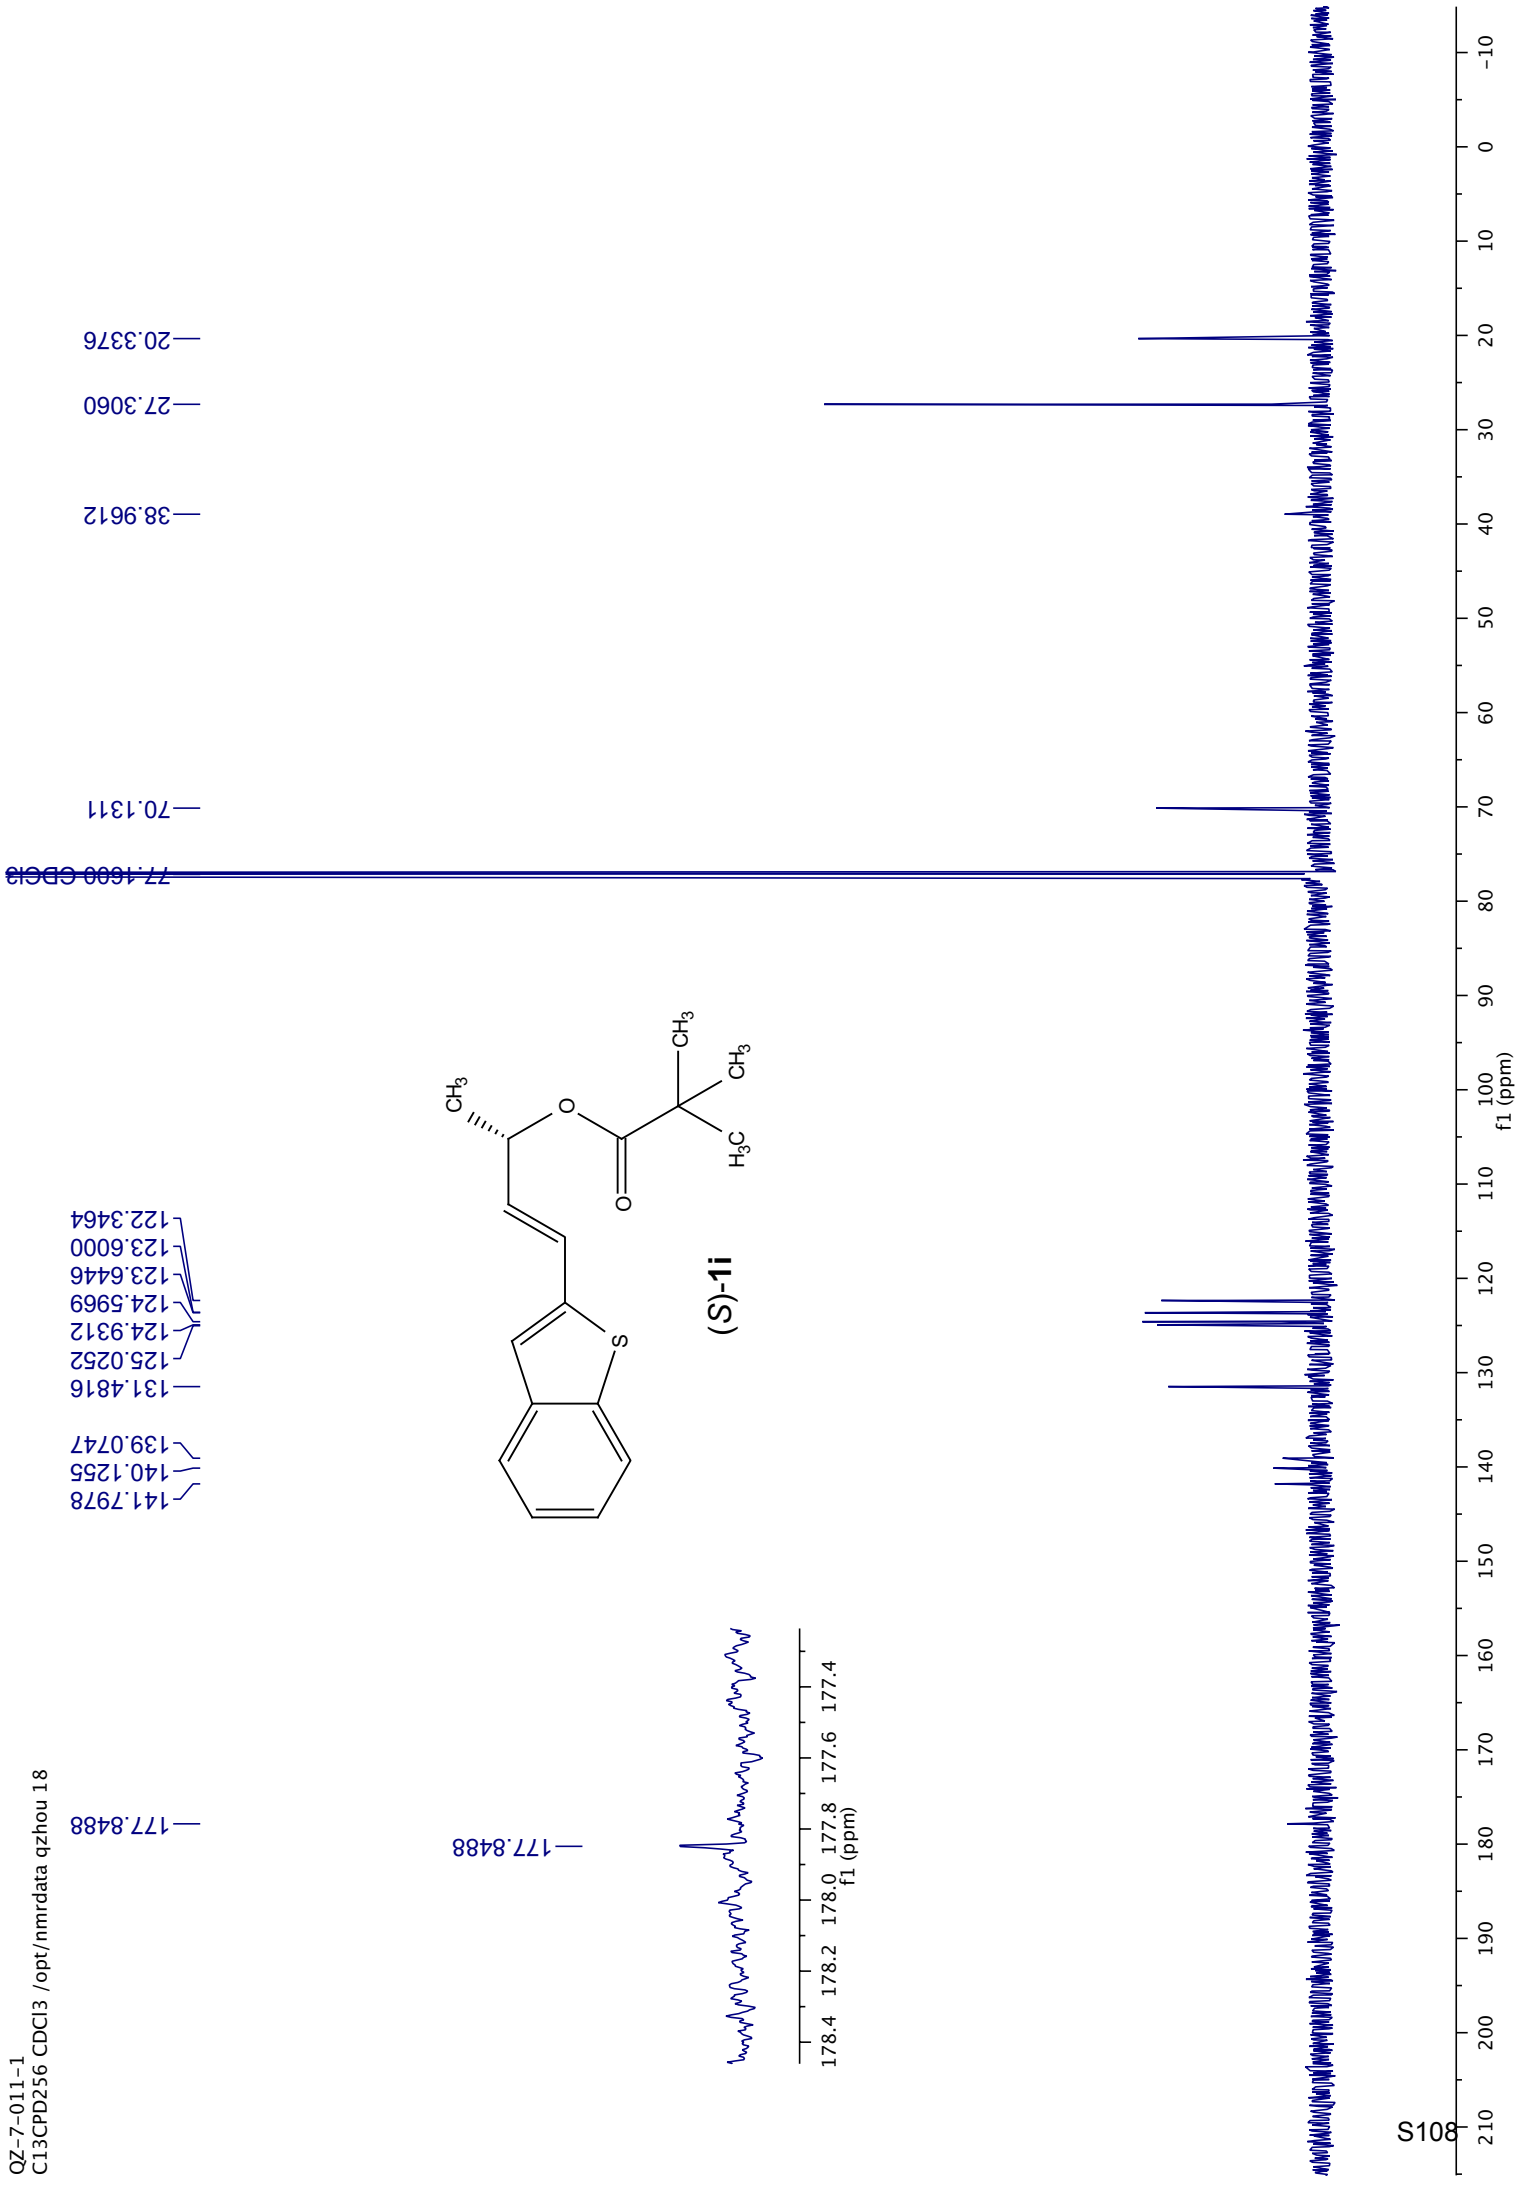 QZ-7-011-1
C13CPD256 CDCl3 /opt/nmrdata qzhou 18
177.8488
141.7978
140.1255
139.0747
131.4816
125.0252
124.9312
124.5969
123.6446
123.6000
122.3464
77.1600 CDCl3
70.1311
38.9612
27.3060
20.3376
CH3
O
O
S
CH3
CH3
H3C
(S)-1i
177.8488
178.4 178.2 178.0 177.8 177.6 177.4
f1 (ppm)
210 200 190 180 170 160 150 140 130 120 110 100 90 80 70 60 50 40 30 20 10 0 -10
f1 (ppm)
S108